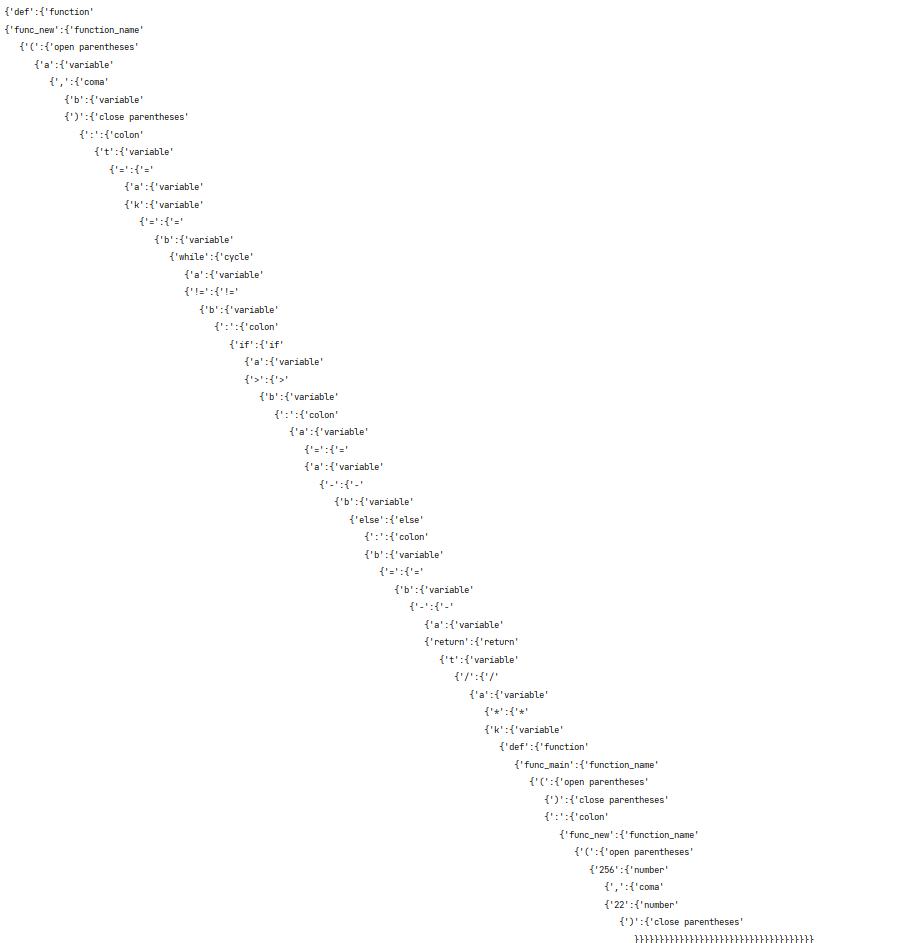 {'def':{'function'
{'func_new':{'function_name'
{'(':{'open parentheses'
{'a':{'variable'
{',':{'coma'
{'b':{'variable'
{')':{'close parentheses'
{':':{'colon'
{'t':{'variable'
{'=':{'='
{'a':{'variable'
{'k':{'variable'
{'=':{'='
{'b':{'variable'
{'while':{'cycle'
{'a':{'variable'
{'!=':{'!='
{'b':{'variable'
{':':{'colon'
{'if':{'if'
{'a':{'variable'
{'>':{'>'
{'b':{'variable'
{':':{'colon'
{'a':{'variable'
{'=':{'='
{'a':{'variable'
{'-':{'-'
{'b':{'variable'
{'else':{'else'
{':':{'colon'
{'b':{'variable'
{'=':{'='
{'b':{'variable'
{'-':{'-'
{'a':{'variable'
{'return':{'return'
{'t':{'variable'
{'/':{'/'
{'a':{'variable'
{'*':{'*'
{'k':{'variable'
{'def':{'function'
{'func_main':{'function_name'
{'(':{'open parentheses'
{')':{'close parentheses'
{':':{'colon'
{'func_new':{'function_name'
{'(':{'open parentheses'
{'256':{'number'
{',':{'coma'
{'22':{'number'
{')':{'close parentheses'
}}}}}}}}}}}}}}}}}}}}}}}}}}}}}}}}}}}}